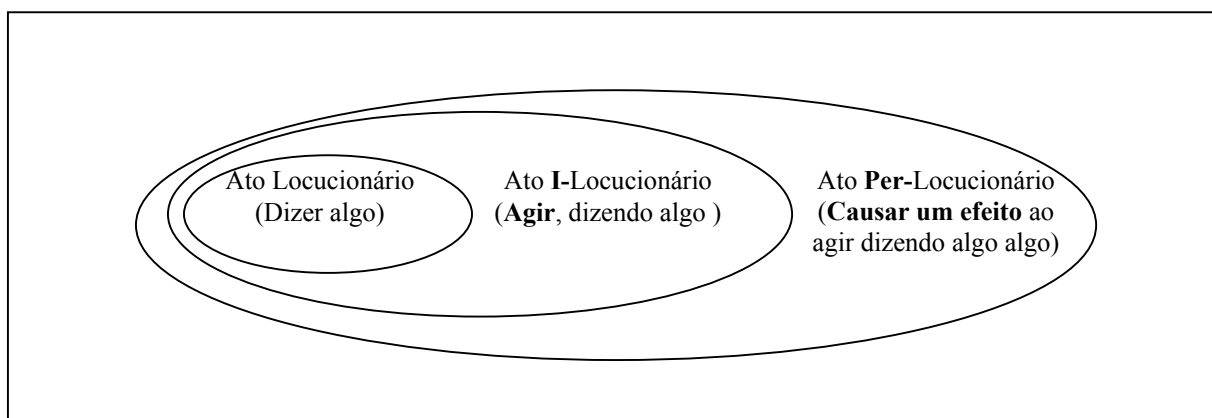 Ato Locucionário
(Dizer algo)
Ato I-Locucionário
(Agir, dizendo algo )
Ato Per-Locucionário
(Causar um efeito ao
agir dizendo algo algo)